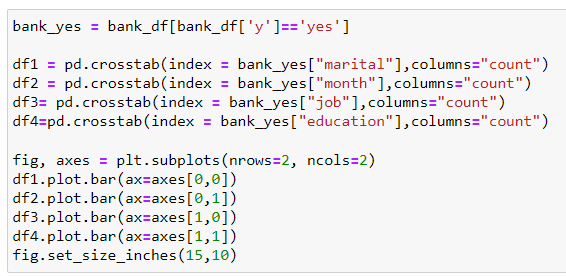 bank_yes = bank_df[bank_df['y']=='yes']
df1 = pd.crosstab(index = bank_yes["marital"],columns="count")
df2 = pd.crosstab(index = bank_yes["month"],columns="count")
df3= pd.crosstab(index = bank_yes["job"],columns="count")
df4=pd.crosstab(index = bank_yes["education"],columns="count")
fig, axes = plt.subplots(nrows=2, ncols=2)
df1.plot.bar(ax=axes[0,0])
df2.plot.bar(ax=axes[0,1])
df3.plot.bar(ax=axes[1,0])
df4.plot.bar(ax=axes[1,1])
fig.set_size_inches(15,10)